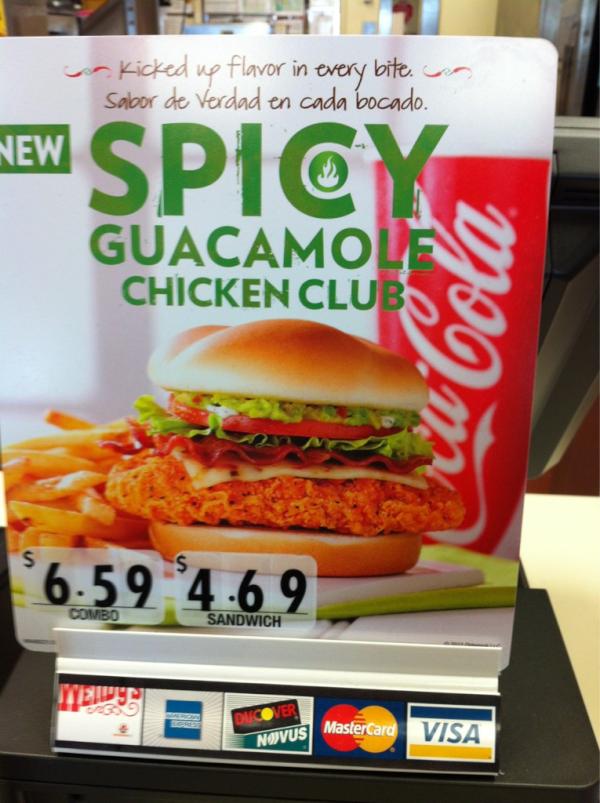 Kicked up flavor in every bite.
Sabor de Verdad en cada bocado.
NEW
SPICY
GUACAMOLE
CHICKEN CLUB
Coca Cola
$6.59
COMBO
$4.69
SANDWICH
WENDY'S
AMERICAN EXPRESS
DISCOVER
NOVUS
MasterCard
VISA